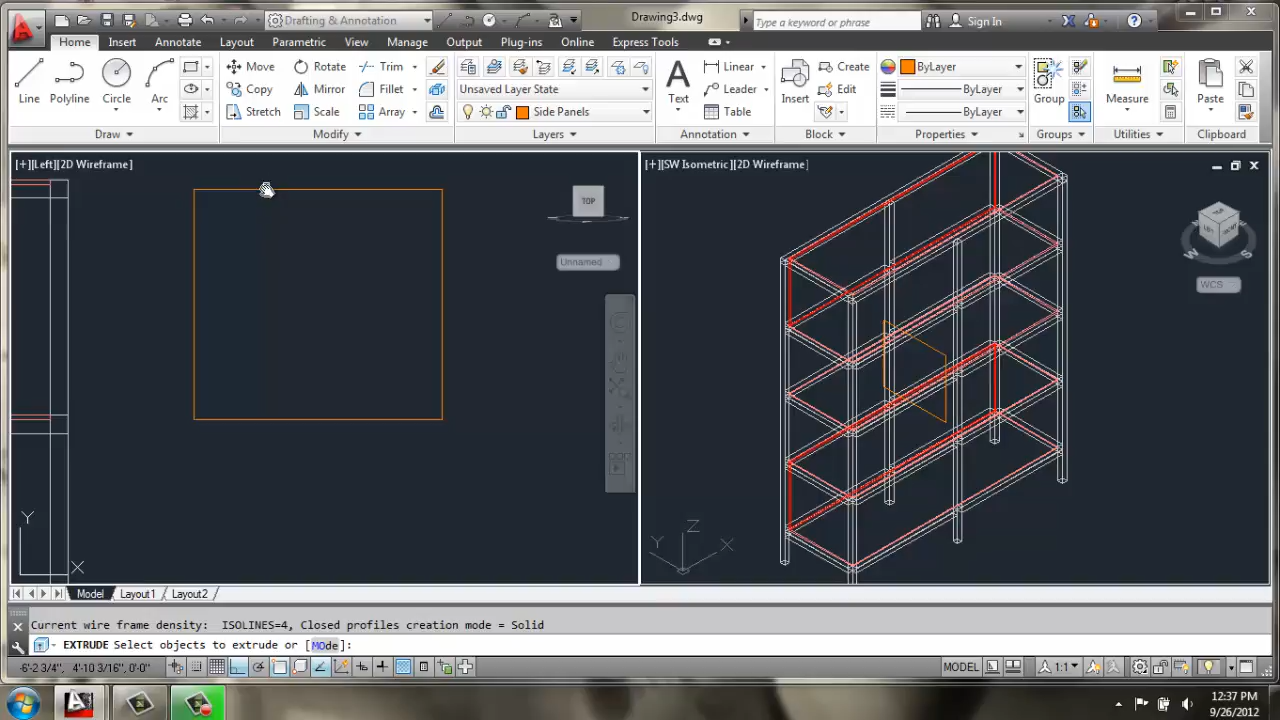 Drafting & Annotation
Drawing3.dwg
Type a keyword or phrase
Sign In
Home
Insert
Annotate
Layout
Parametric
View
Manage
Output
Plug-ins
Online
Express Tools
Line
Polyline
Circle
Arc
Move
Rotate
Trim
Copy
Mirror
Fillet
Stretch
Scale
Array
Unsaved Layer State
Side Panels
Text
Linear
Leader
Table
Insert
Create
Edit
ByLayer
ByLayer
ByLayer
Group
Measure
Paste
Draw
Modify
Layers
Annotation
Block
Properties
Groups
Utilities
Clipboard
[+][Left][2D Wireframe]
[+][SW Isometric][2D Wireframe]
TOP
Unnamed
W
S
WCS
Y
X
Z
Y
X
Model
Layout1
Layout2
Current wire frame density:  ISOLINES=4, Closed profiles creation mode = Solid
EXTRUDE Select objects to extrude or [MOde]:
-6'-2 3/4", 4'-10 3/16", 0'-0"
MODEL
1:1
12:37 PM
9/26/2012